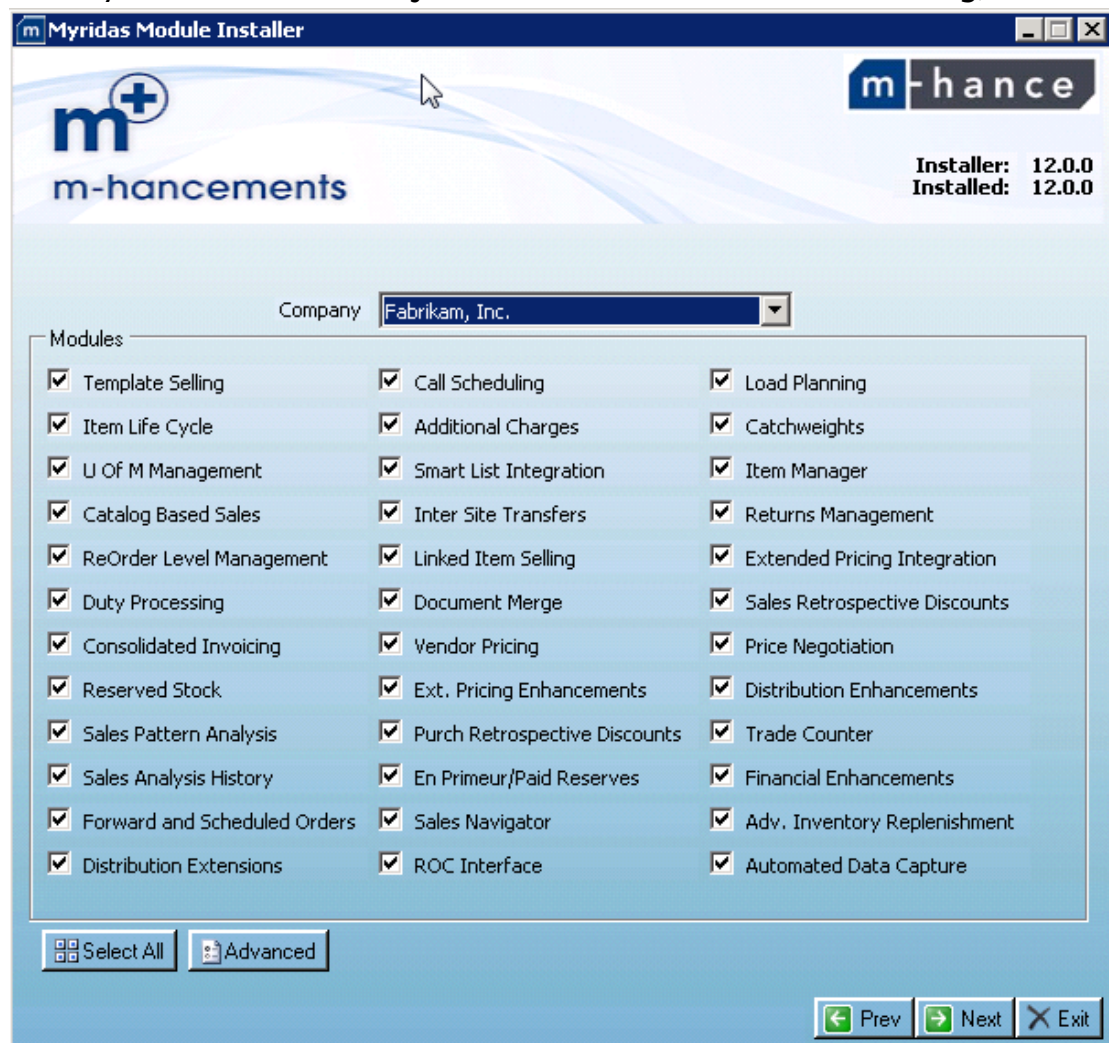 Myridas Module Installer
m-hance
m+
m-hancements
Installer: 12.0.0
Installed: 12.0.0
Company Fabrikam, Inc.
Modules
Template Selling Call Scheduling Load Planning
Item Life Cycle Additional Charges Catchweights
U Of M Management Smart List Integration Item Manager
Catalog Based Sales Inter Site Transfers Returns Management
ReOrder Level Management Linked Item Selling Extended Pricing Integration
Duty Processing Document Merge Sales Retrospective Discounts
Consolidated Invoicing Vendor Pricing Price Negotiation
Reserved Stock Ext. Pricing Enhancements Distribution Enhancements
Sales Pattern Analysis Purch Retrospective Discounts Trade Counter
Sales Analysis History En Primeur/Paid Reserves Financial Enhancements
Forward and Scheduled Orders Sales Navigator Adv. Inventory Replenishment
Distribution Extensions ROC Interface Automated Data Capture
Select All Advanced
Prev Next Exit